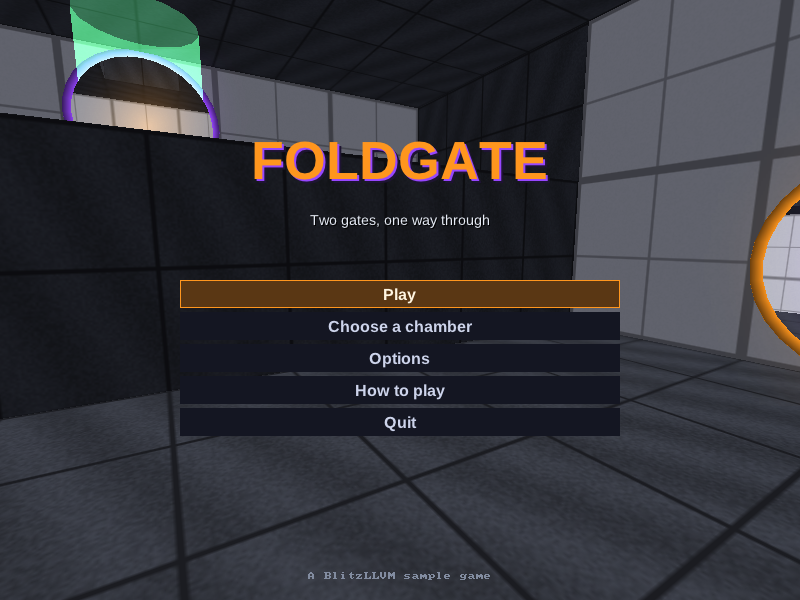 FOLDGATE
Two gates, one way through
Play
Choose a chamber
Options
How to play
Quit
A BlitzLLVM sample game